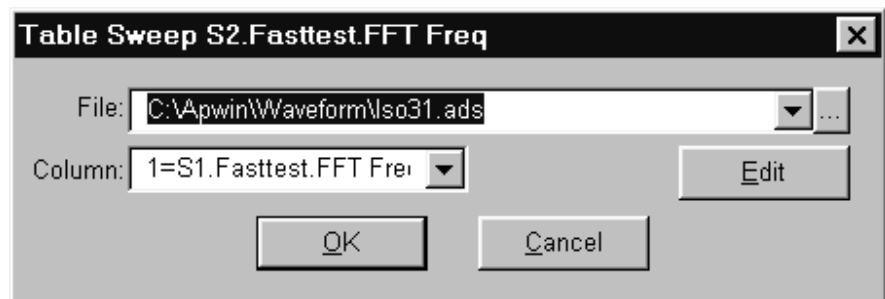 Table Sweep S2.Fasttest.FFT Freq
File: C:\Apwin\Waveform\Iso31.ads ...
Column: 1=S1.Fasttest.FFT Fre Edit
OK Cancel